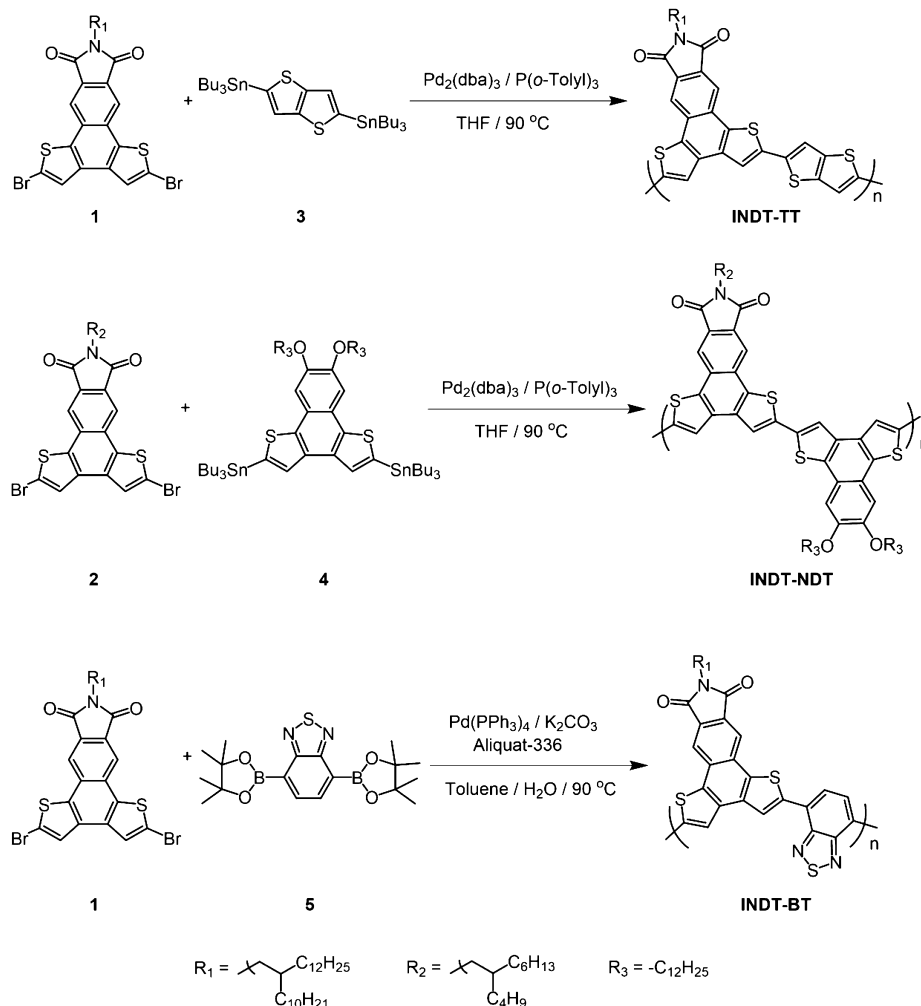 R1
O N O
S S
Br Br
1
+
Bu3Sn S
S SnBu3
3
Pd2(dba)3 / P(o-Tolyl)3
THF / 90 °C
R1
O N O
S S
S S
n
INDT-TT
R2
O N O
S S
Br Br
2
+
R3O OR3
S S
Bu3Sn SnBu3
4
Pd2(dba)3 / P(o-Tolyl)3
THF / 90 °C
R2
O N O
S S
S S
R3O OR3
INDT-NDT
R1
O N O
S S
Br Br
1
+
S
N N
O B B O
O O
5
Pd(PPh3)4 / K2CO3
Aliquat-336
Toluene / H2O / 90 °C
R1
O N O
S S
N N
S
n
INDT-BT
R1 = C12H25
C10H21
R2 = C6H13
C4H9
R3 = -C12H25